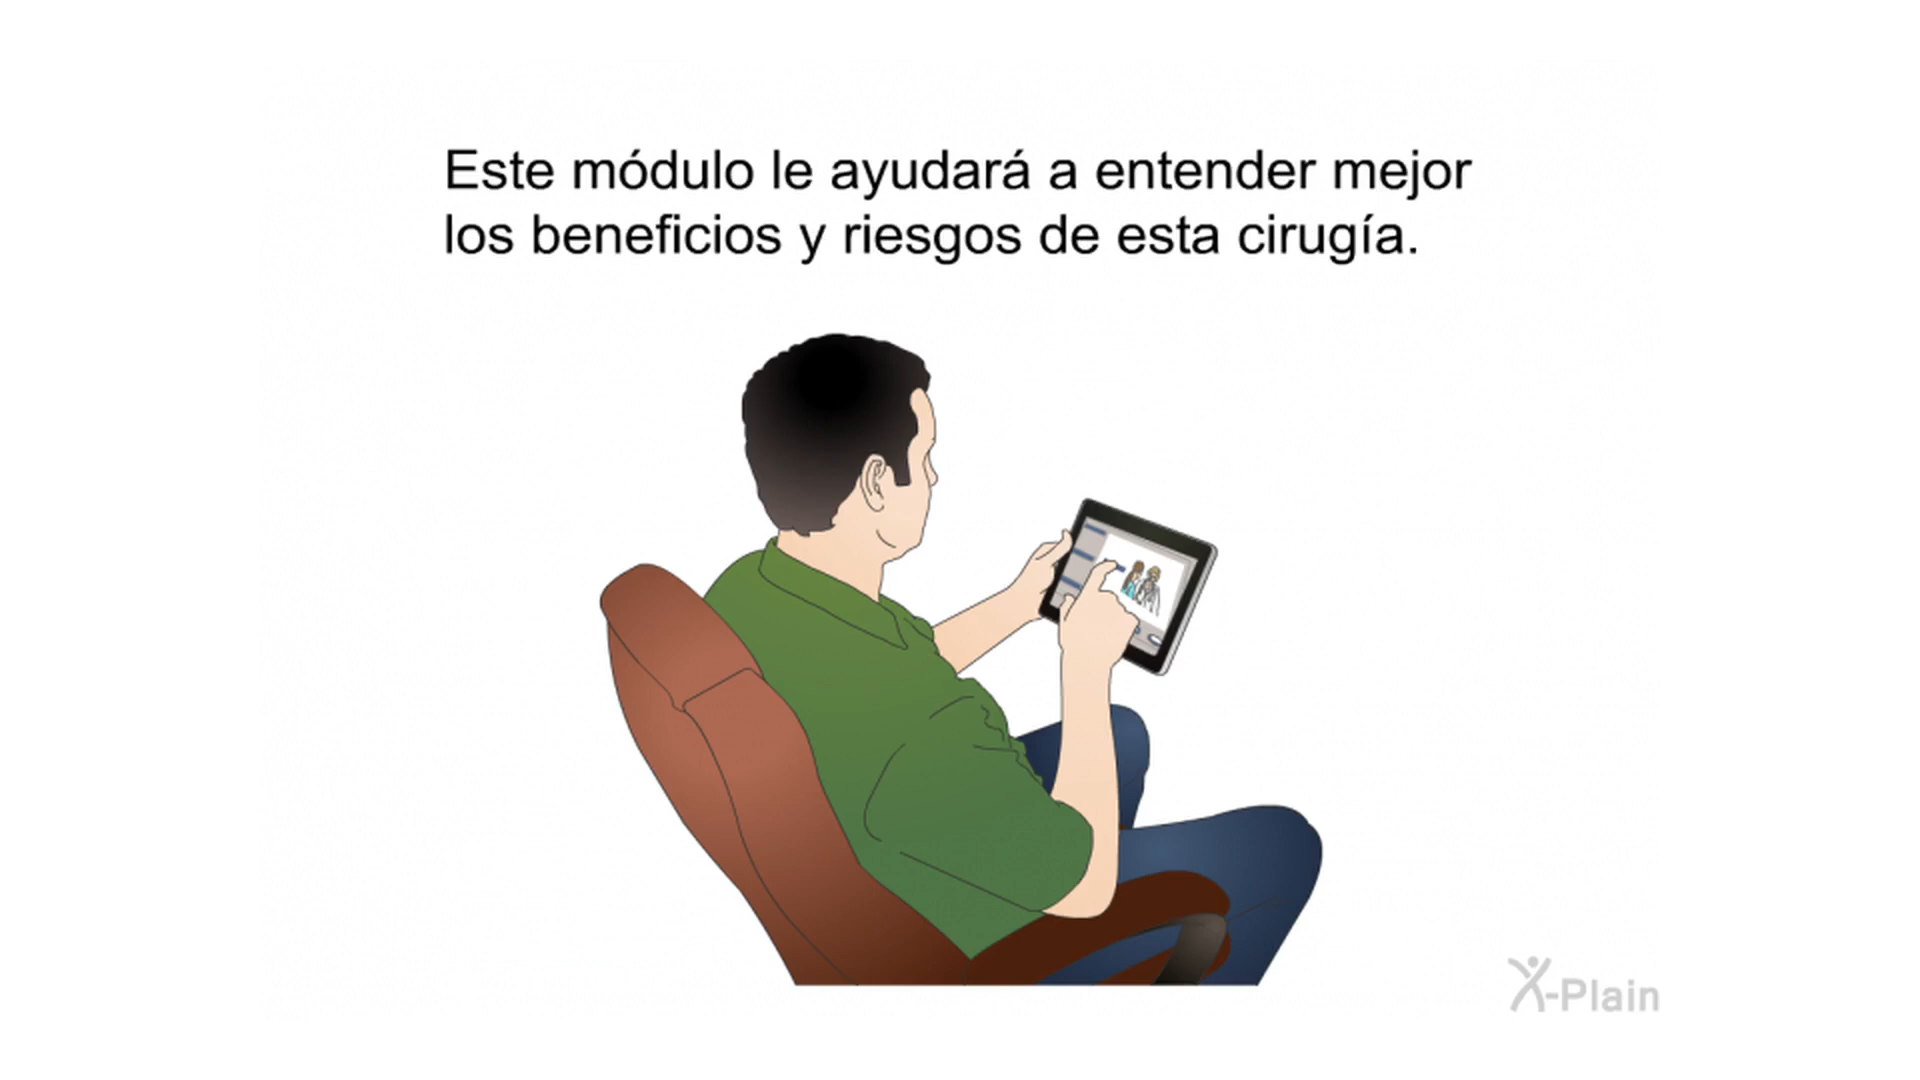 Este módulo le ayudará a entender mejor
los beneficios y riesgos de esta cirugía.
X-Plain